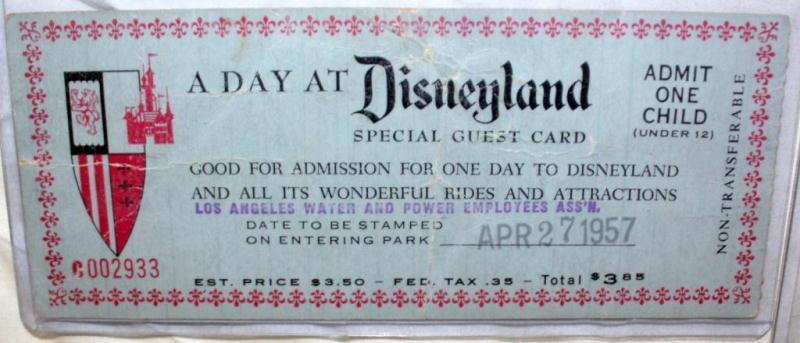 A DAY AT Disneyland
SPECIAL GUEST CARD
ADMIT
ONE
CHILD
(UNDER 12)
NON-TRANSFERABLE
GOOD FOR ADMISSION FOR ONE DAY TO DISNEYLAND
AND ALL ITS WONDERFUL RIDES AND ATTRACTIONS
LOS ANGELES WATER AND POWER EMPLOYEES ASS'N.
DATE TO BE STAMPED
ON ENTERING PARK APR 27 1957
C002933
EST. PRICE $3.50 – FED. TAX .35 – Total $3.85